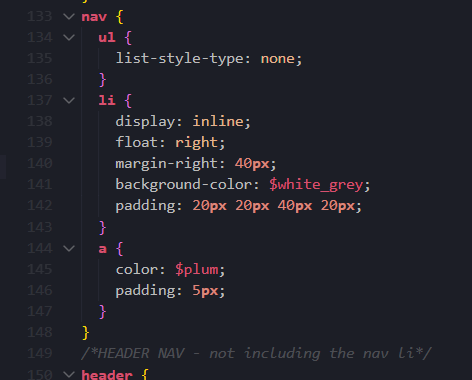 133 nav {
134 ul {
135 list-style-type: none;
136 }
137 li {
138 display: inline;
139 float: right;
140 margin-right: 40px;
141 background-color: $white_grey;
142 padding: 20px 20px 40px 20px;
143 }
144 a {
145 color: $plum;
146 padding: 5px;
147 }
148 }
149 /*HEADER NAV - not including the nav li*/
150 header {